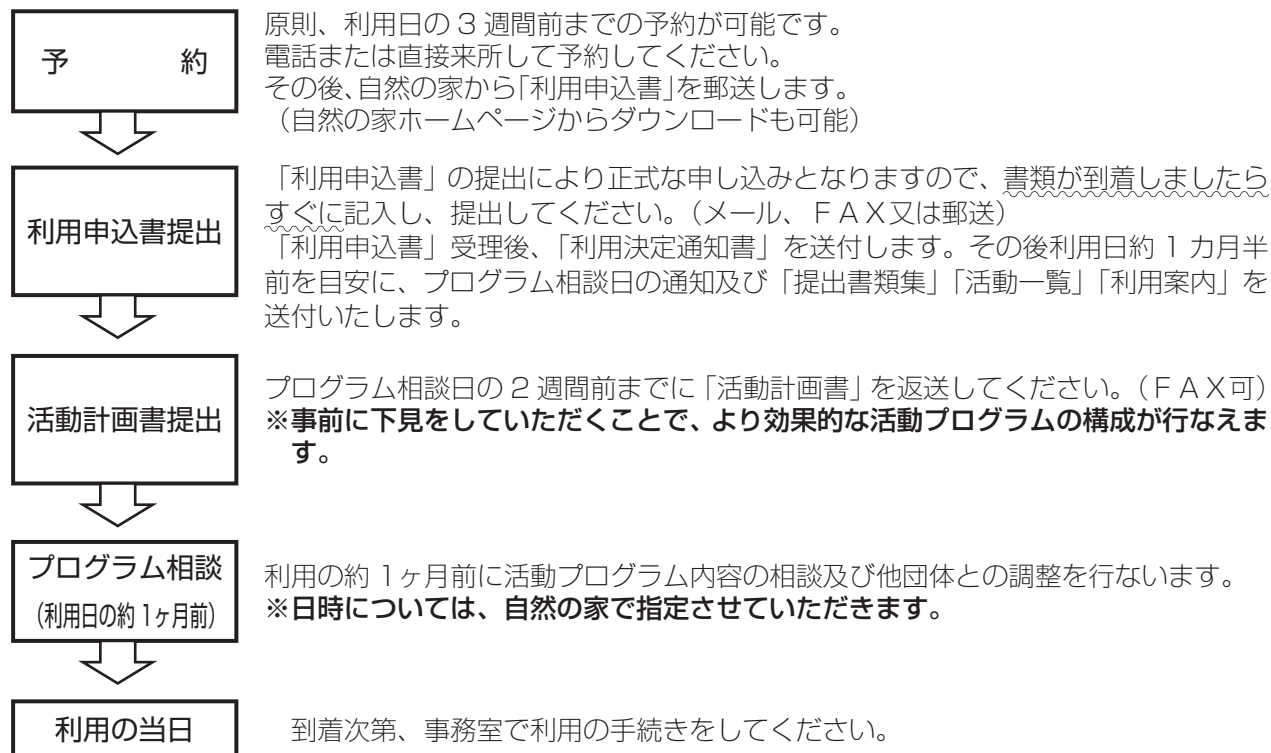 予約
原則、利用日の３週間前までの予約が可能です。
電話または直接来所して予約してください。
その後、自然の家から「利用申込書」を郵送します。
（自然の家ホームページからダウンロードも可能）
利用申込書提出
「利用申込書」の提出により正式な申し込みとなりますので、書類が到着しましたら
すぐに記入し、提出してください。（メール、ＦＡＸ又は郵送）
「利用申込書」受理後、「利用決定通知書」を送付します。その後利用日約１カ月半
前を目安に、プログラム相談日の通知及び「提出書類集」「活動一覧」「利用案内」を
送付いたします。
活動計画書提出
プログラム相談日の２週間前までに「活動計画書」を返送してください。（ＦＡＸ可）
※事前に下見をしていただくことで、より効果的な活動プログラムの構成が行なえま
す。
プログラム相談
（利用日の約１ヶ月前）
利用の約１ヶ月前に活動プログラム内容の相談及び他団体との調整を行ないます。
※日時については、自然の家で指定させていただきます。
利用の当日
到着次第、事務室で利用の手続きをしてください。